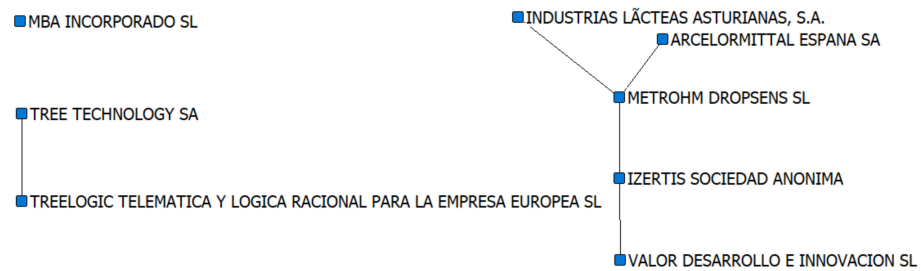 MBA INCORPORADO SL
INDUSTRIAS LÃCTEAS ASTURIANAS, S.A.
ARCELORMITTAL ESPANA SA
METROHM DROPSENS SL
TREE TECHNOLOGY SA
IZERTIS SOCIEDAD ANONIMA
TREELOGIC TELEMATICA Y LOGICA RACIONAL PARA LA EMPRESA EUROPEA SL
VALOR DESARROLLO E INNOVACION SL